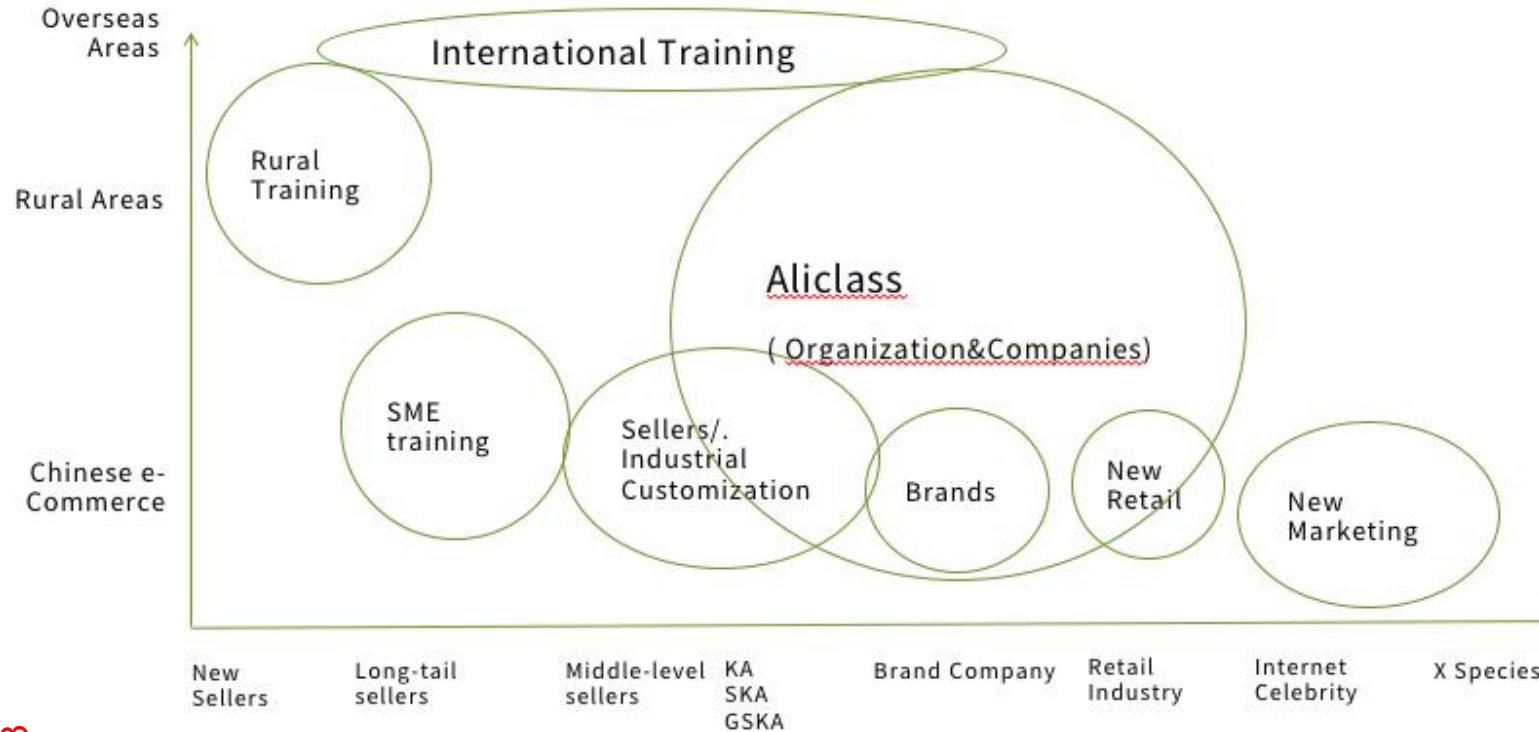 Overseas
Areas
International Training
Rural
Training
Rural Areas
Aliclass
( Organization&Companies)
SME
training
Sellers/.
Industrial
Customization
Chinese e-
Commerce
Brands
New
Retail
New
Marketing
New
Sellers
Long-tail
sellers
Middle-level
sellers
KA
SKA
GSKA
Brand Company
Retail
Industry
Internet
Celebrity
X Species